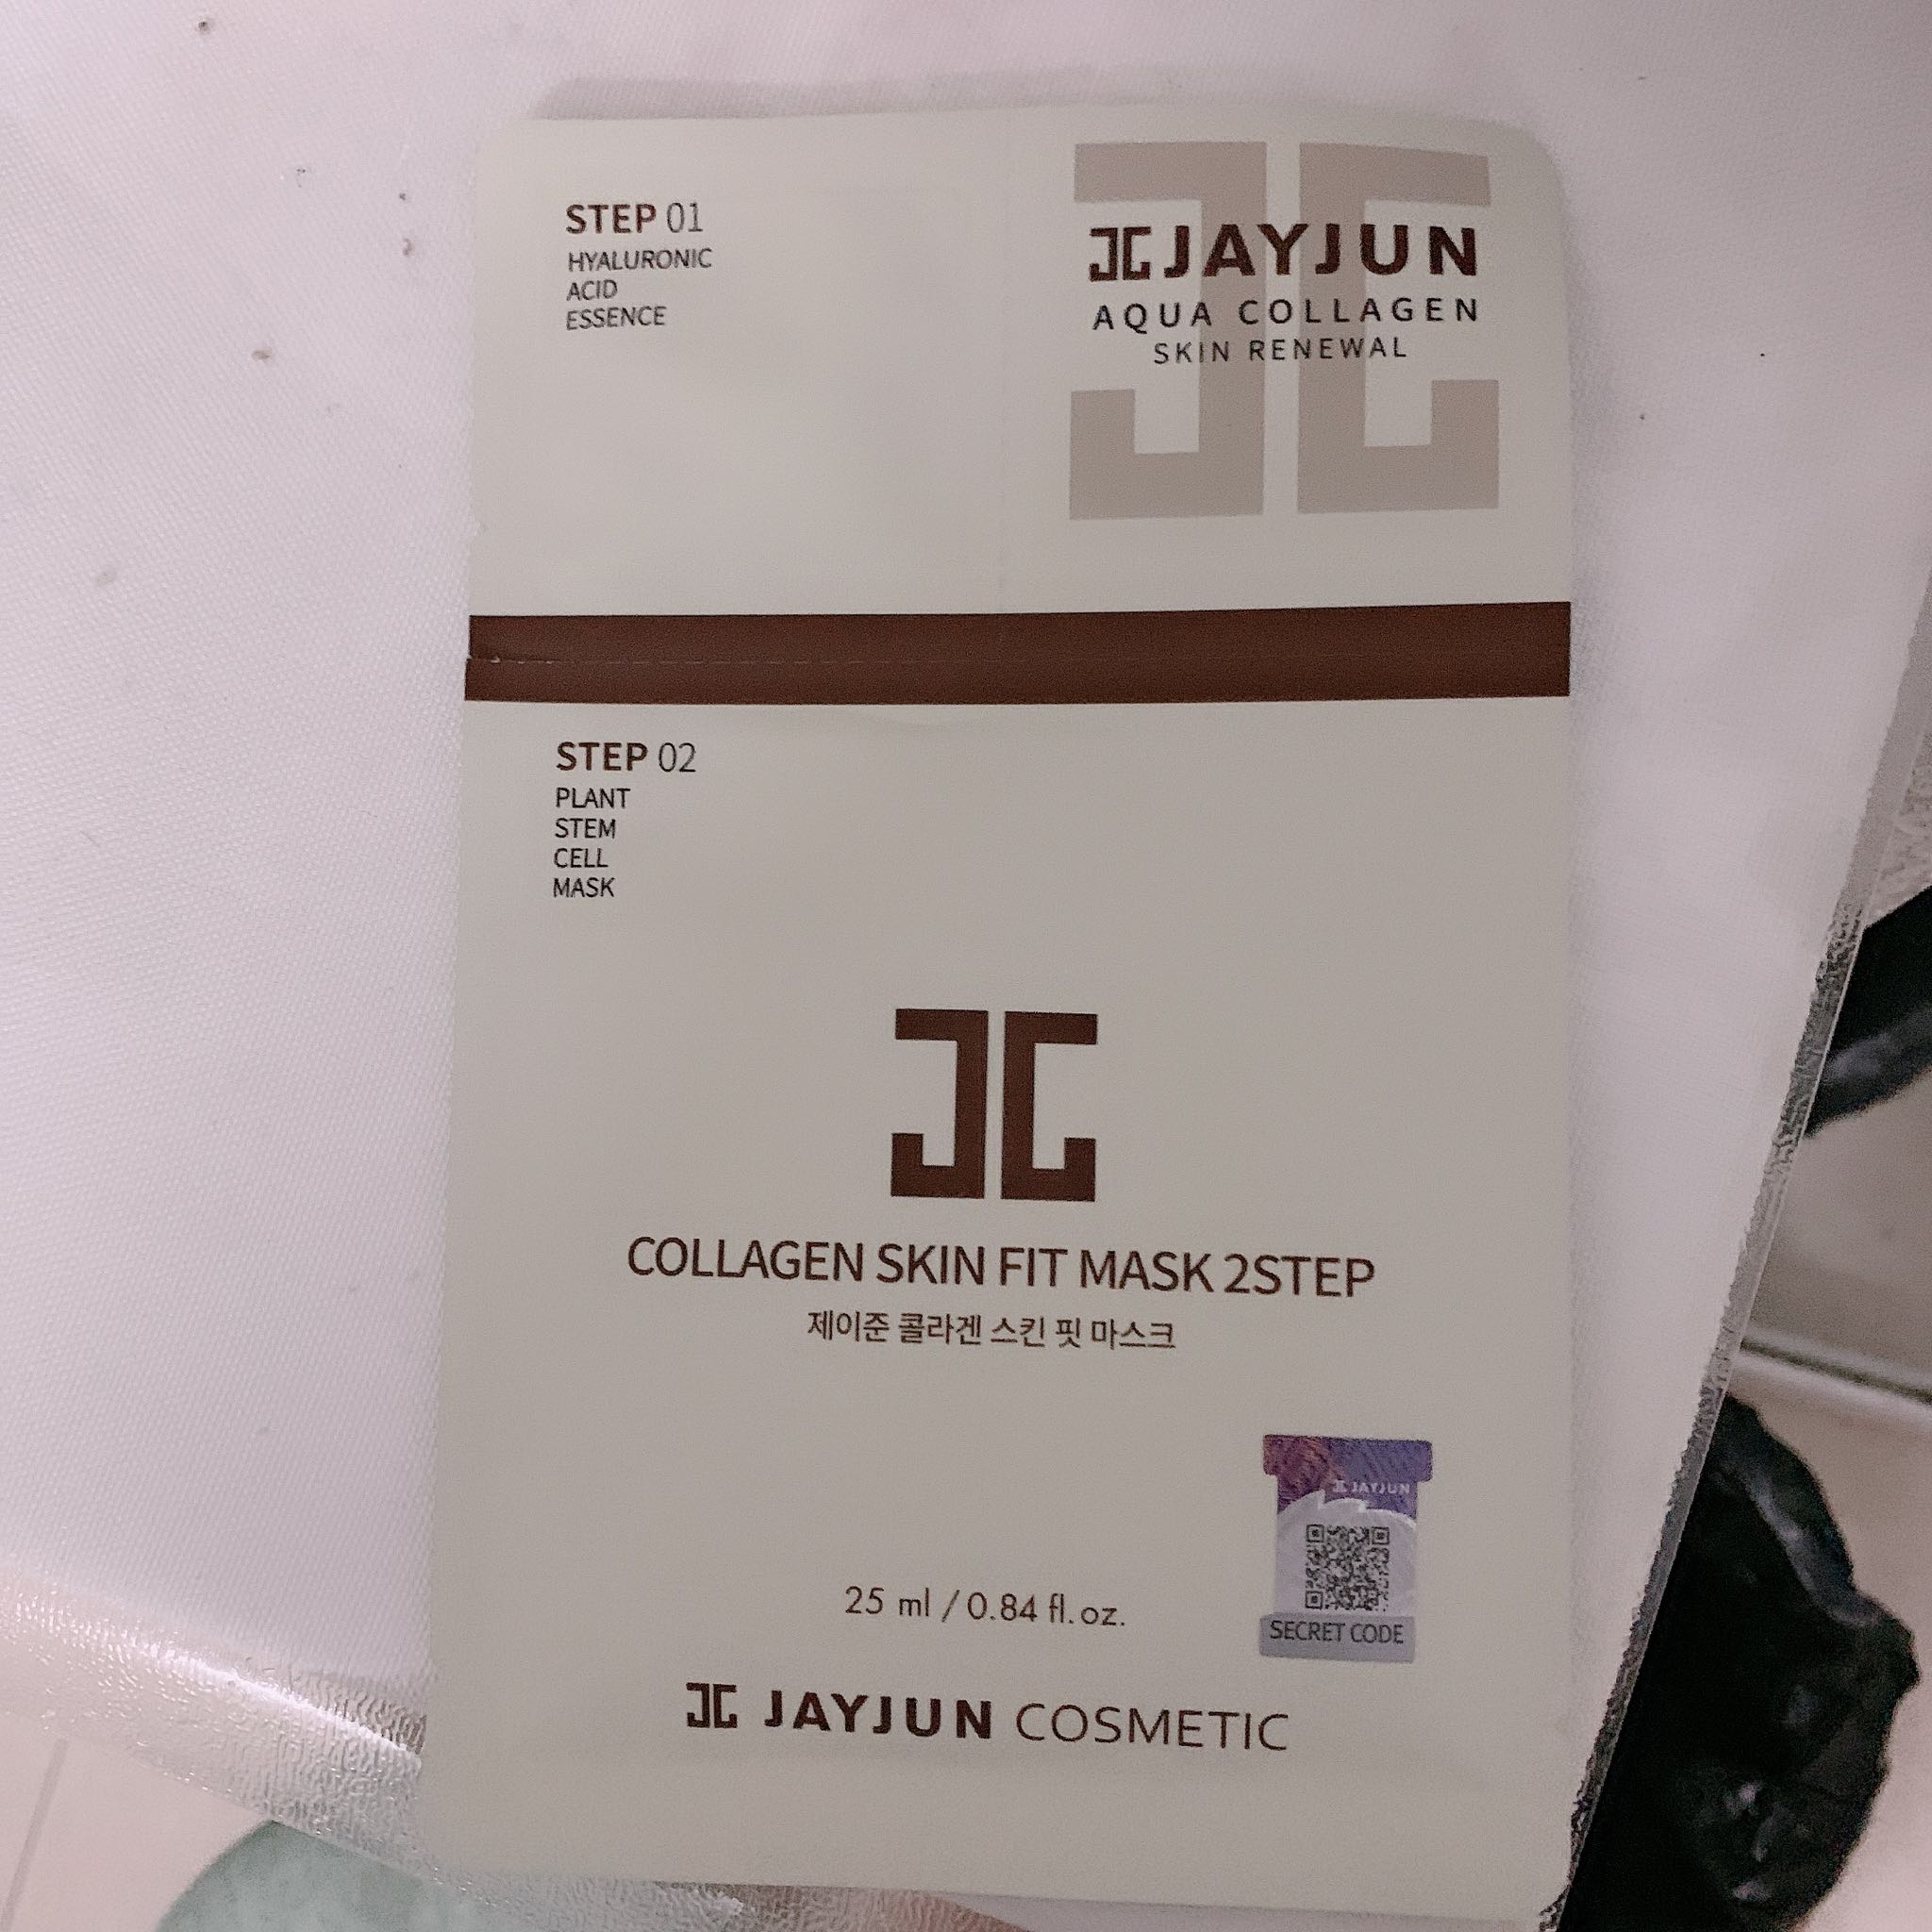 STEP 01
HYALURONIC
ACID
ESSENCE
JAYJUN
AQUA COLLAGEN
SKIN RENEWAL
STEP 02
PLANT
STEM
CELL
MASK
COLLAGEN SKIN FIT MASK 2STEP
제이준 콜라겐 스킨 핏 마스크
JAYJUN
SECRET CODE
25 ml / 0.84 fl.oz.
JAYJUN COSMETIC